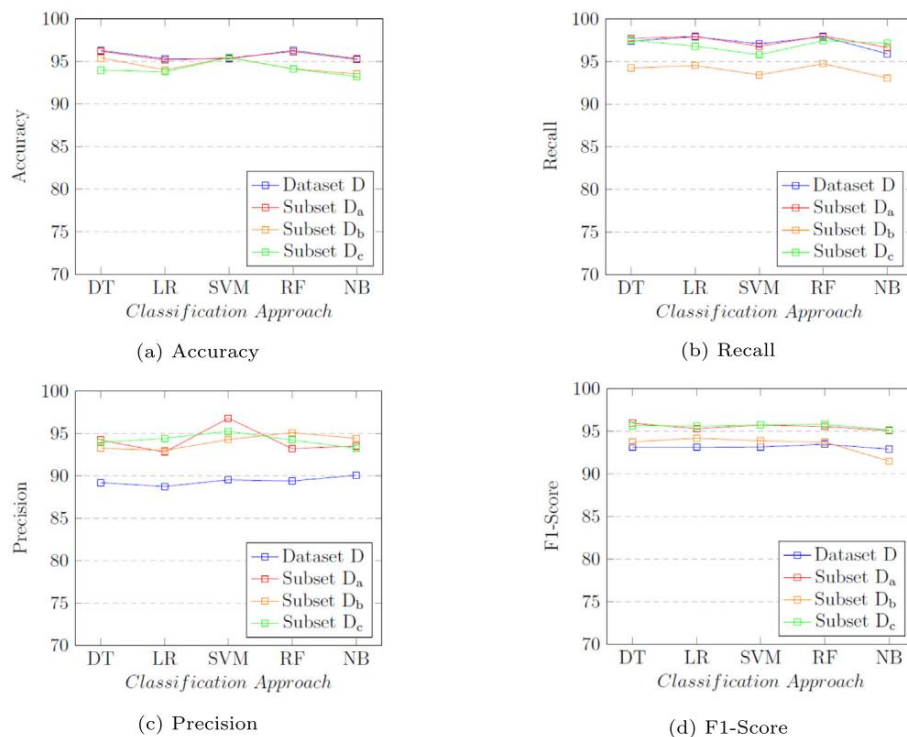 100
95
90
85
80
75
70
Accuracy
Dataset D
Subset Da
Subset Db
Subset Dc
DT LR SVM RF NB
Classification Approach
(a) Accuracy
100
95
90
85
80
75
70
Recall
Dataset D
Subset Da
Subset Db
Subset Dc
DT LR SVM RF NB
Classification Approach
(b) Recall
100
95
90
85
80
75
70
Precision
Dataset D
Subset Da
Subset Db
Subset Dc
DT LR SVM RF NB
Classification Approach
(c) Precision
100
95
90
85
80
75
70
F1-Score
Dataset D
Subset Da
Subset Db
Subset Dc
DT LR SVM RF NB
Classification Approach
(d) F1-Score